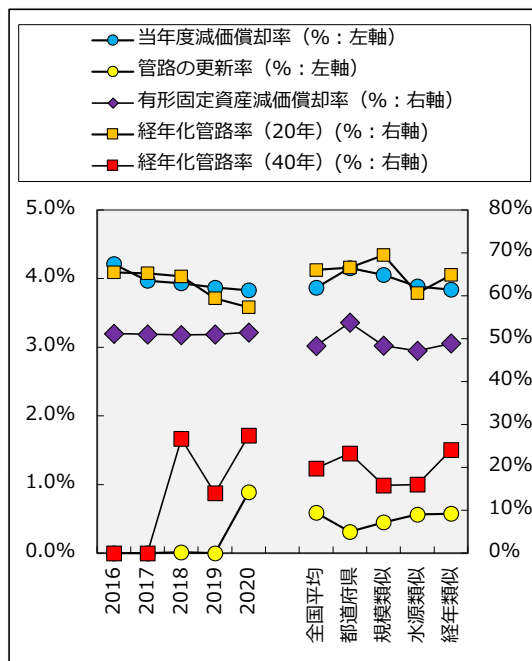 当年度減価償却率（%：左軸）
管路の更新率（%：左軸）
有形固定資産減価償却率（%：右軸）
経年化管路率（20年）(%：右軸)
経年化管路率（40年）(%：右軸)
5.0%
4.0%
3.0%
2.0%
1.0%
0.0%
80%
70%
60%
50%
40%
30%
20%
10%
0%
2016
2017
2018
2019
2020
全国平均
都道府県
規模類似
水源類似
経年類似